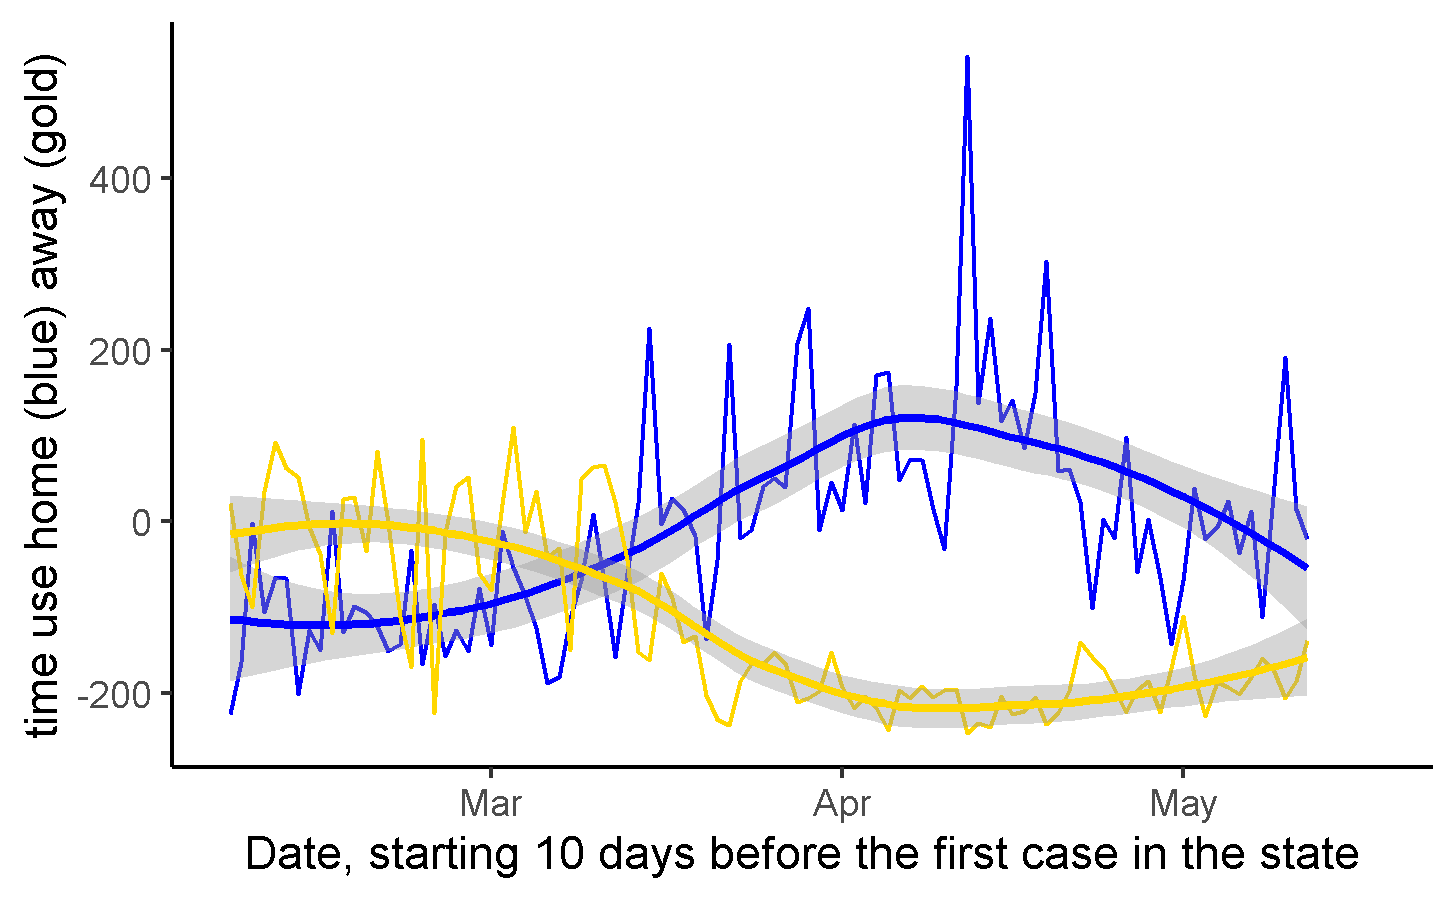 time use home (blue) away (gold)
400
200
0
-200
Mar
Apr
May
Date, starting 10 days before the first case in the state